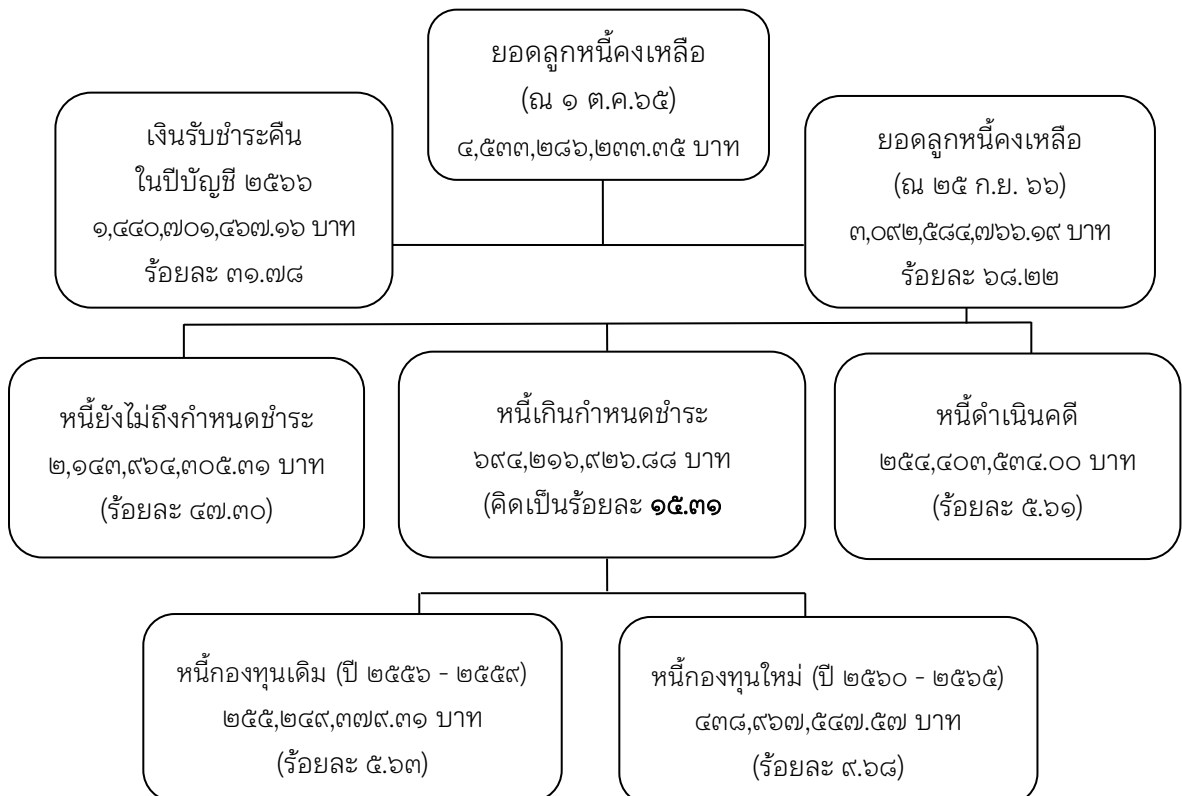 ยอดลูกหนี้คงเหลือ
(ณ ๑ ต.ค.๖๕)
๔,๕๓๓,๒๘๖,๒๓๓.๓๕ บาท
เงินรับชำระคืน
ในปีบัญชี ๒๕๖๖
๑,๔๔๐,๗๐๑,๔๖๗.๑๖ บาท
ร้อยละ ๓๑.๗๘
ยอดลูกหนี้คงเหลือ
(ณ ๒๕ ก.ย. ๖๖)
๓,๐๙๒,๕๘๔,๗๖๖.๑๙ บาท
ร้อยละ ๖๘.๒๒
หนี้ยังไม่ถึงกำหนดชำระ
๒,๑๔๓,๙๖๔,๓๐๕.๓๑ บาท
(ร้อยละ ๔๗.๓๐)
หนี้เกินกำหนดชำระ
๖๙๔,๒๑๖,๙๒๖.๘๘ บาท
(คิดเป็นร้อยละ ๑๕.๓๑
หนี้ดำเนินคดี
๒๕๔,๔๐๓,๕๓๔.๐๐ บาท
(ร้อยละ ๕.๖๑)
หนี้กองทุนเดิม (ปี ๒๕๕๖ - ๒๕๕๙)
๒๕๕,๒๔๙,๓๗๙.๓๑ บาท
(ร้อยละ ๕.๖๓)
หนี้กองทุนใหม่ (ปี ๒๕๖๐ - ๒๕๖๕)
๔๓๘,๙๖๗,๕๔๗.๕๗ บาท
(ร้อยละ ๙.๖๘)